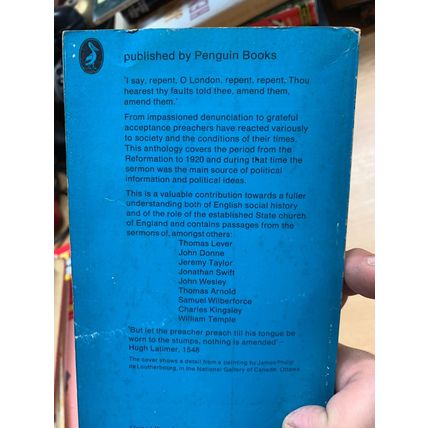 published by Penguin Books
'I say, repent, O London, repent, repent. Thou
hearest thy faults told thee, amend them,
amend them.'
From impassioned denunciation to grateful
acceptance preachers have reacted variously
to society and the conditions of their times.
This anthology covers the period from the
Reformation to 1920 and during that time the
sermon was the main source of political
information and political ideas.
This is a valuable contribution towards a fuller
understanding both of English social history
and of the role of the established State church
of England and contains passages from the
sermons of, amongst others:
Thomas Lever
John Donne
Jeremy Taylor
Jonathan Swift
John Wesley
Thomas Arnold
Samuel Wilberforce
Charles Kingsley
William Temple
'But let the preacher preach till his tongue be
worn to the stumps, nothing is amended' –
Hugh Latimer, 1548
The cover shows a detail from a painting by James Philip
de Loutherbourg, in the National Gallery of Canada, Ottawa